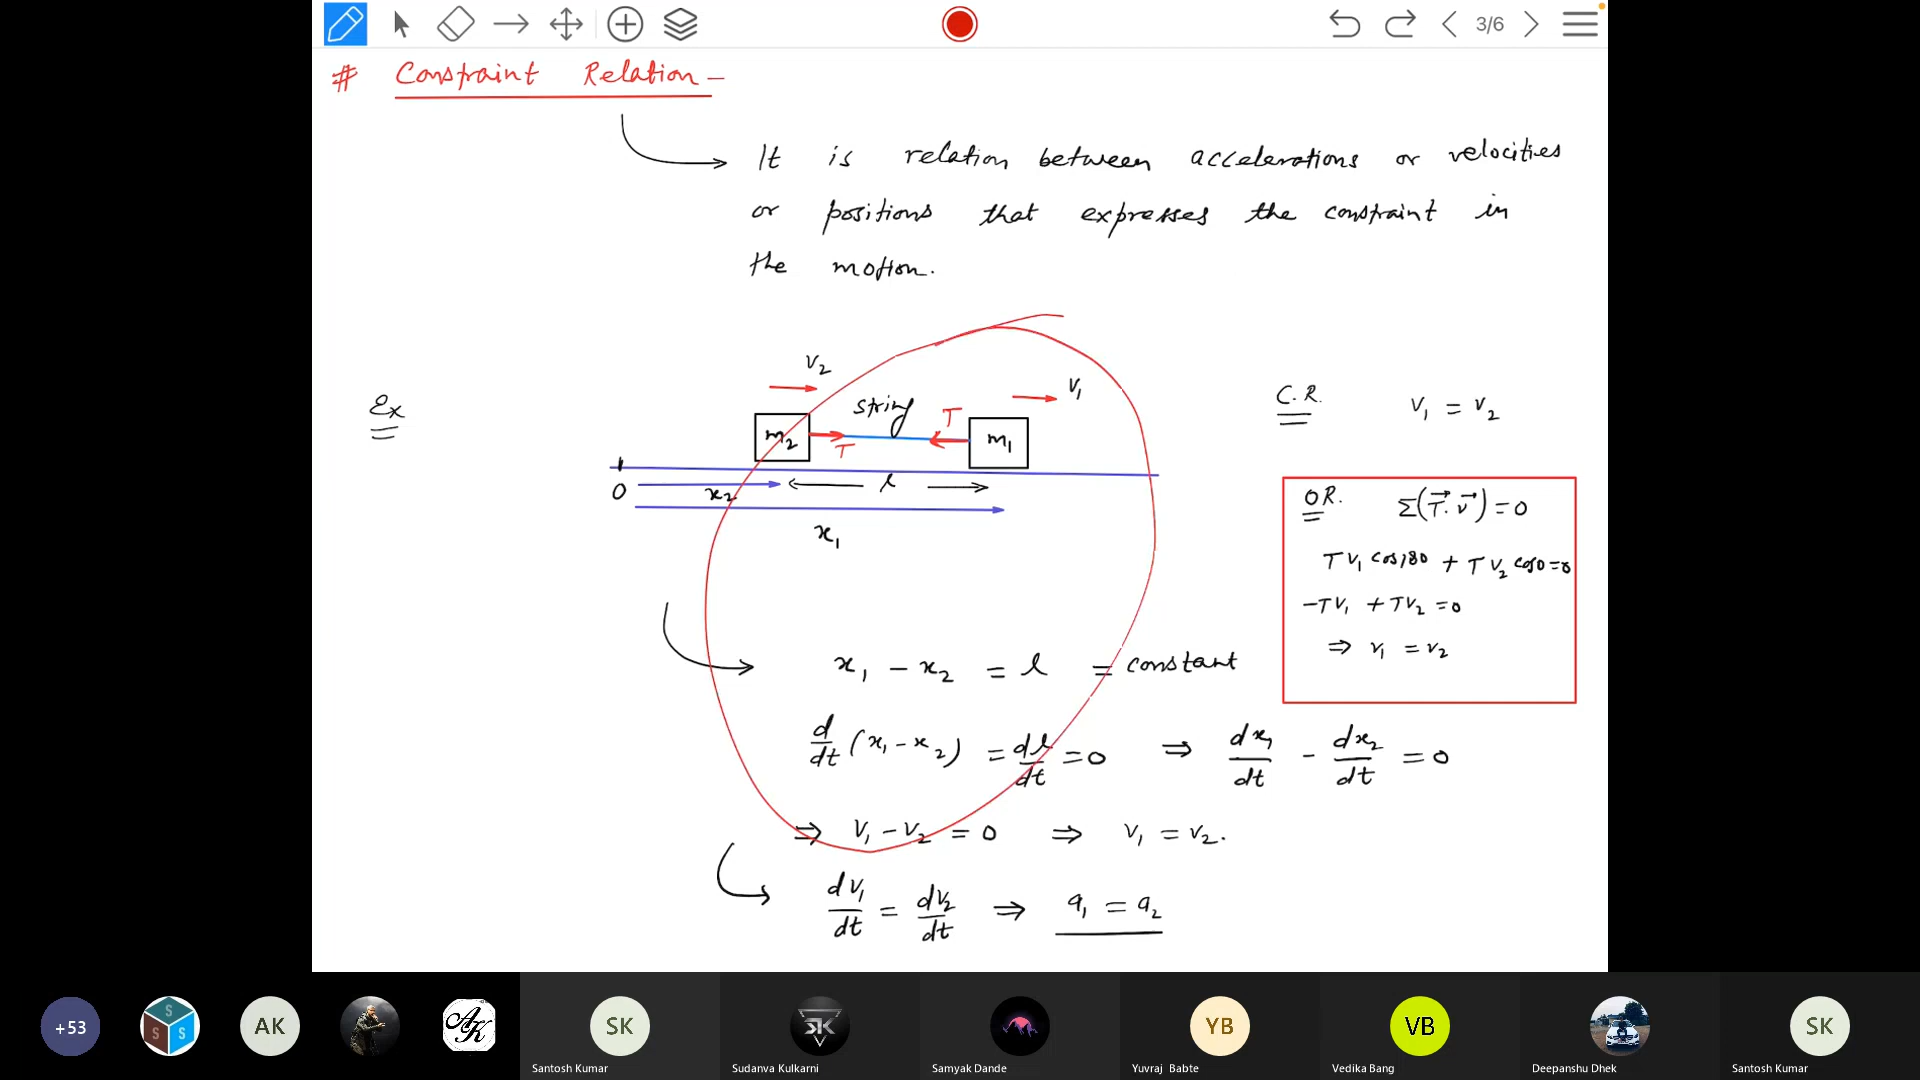 3/6
# Constraint Relation –
It is relation between accelerations or velocities
or positions that expresses the constraint in
the motion.
Ex
V₂
V₁
string
T
T
m₂
m₁
O
x₂
l
x₁
C.R. V₁ = V₂
OR. Σ(T⃗.v⃗) = 0
TV₁ cos180 + TV₂ cos0 = 0
-TV₁ + TV₂ = 0
⇒ V₁ = V₂
x₁ – x₂ = l = constant
d/dt (x₁ – x₂) = dl/dt = 0 ⇒ dx₁/dt – dx₂/dt = 0
⇒ V₁ – V₂ = 0 ⇒ V₁ = V₂.
dV₁/dt = dV₂/dt ⇒ a₁ = a₂
+53
S S S
AK
AK
SK
SK
YB
VB
SK
Santosh Kumar
Sudanva Kulkarni
Samyak Dande
Yuvraj Babte
Vedika Bang
Deepanshu Dhek
Santosh Kumar